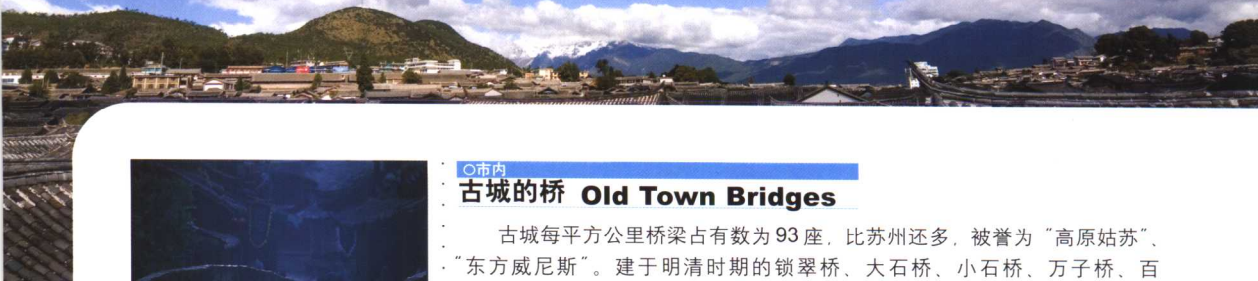 ○市内
古城的桥 Old Town Bridges
古城每平方公里桥梁占有数为93座，比苏州还多，被誉为“高原姑苏”、
“东方威尼斯”。建于明清时期的锁翠桥、大石桥、小石桥、万子桥、百